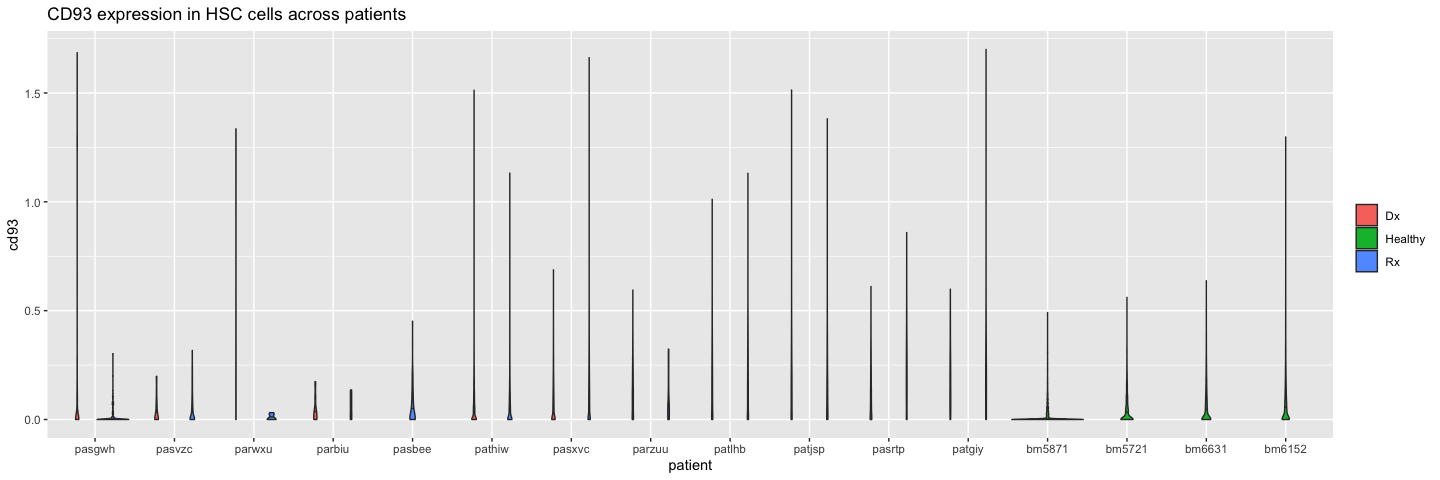 CD93 expression in HSC cells across patients
cd93
1.5
1.0
0.5
0.0
pasgwh pasvzc parwxu parbiu pasbee pathiw pasxvc parzuu patlhb patjsp pasrtp patgiy bm5871 bm5721 bm6631 bm6152
patient
Dx
Healthy
Rx